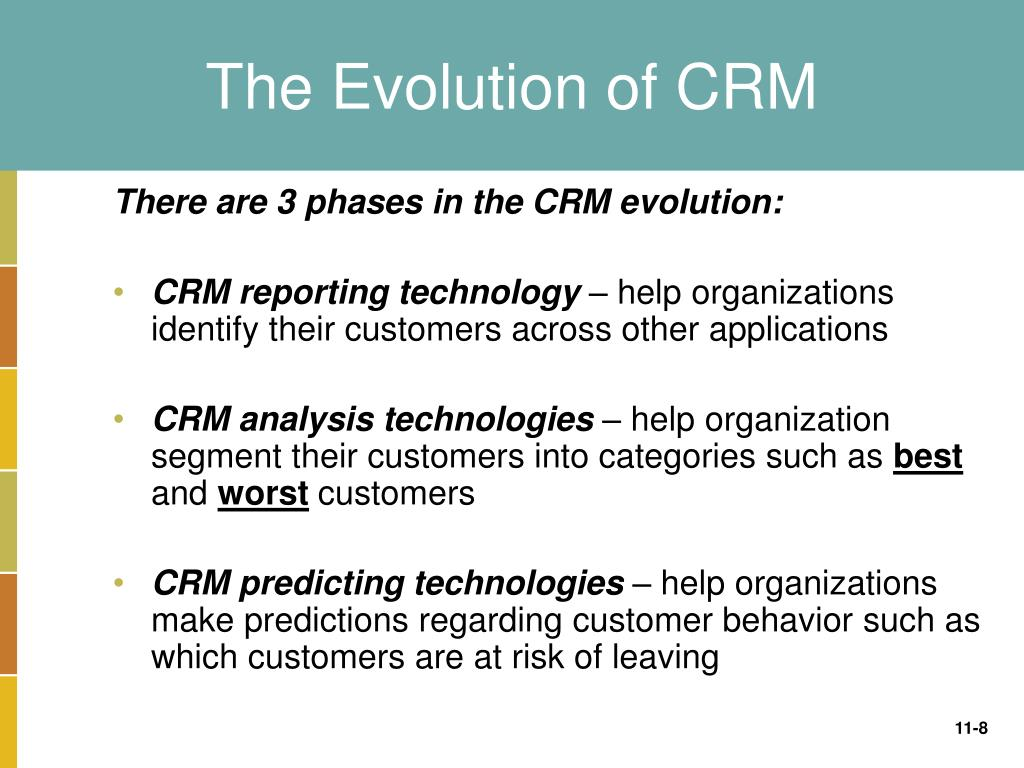 The Evolution of CRM
There are 3 phases in the CRM evolution:
• CRM reporting technology – help organizations
identify their customers across other applications
• CRM analysis technologies – help organization
segment their customers into categories such as best
and worst customers
• CRM predicting technologies – help organizations
make predictions regarding customer behavior such as
which customers are at risk of leaving
11-8